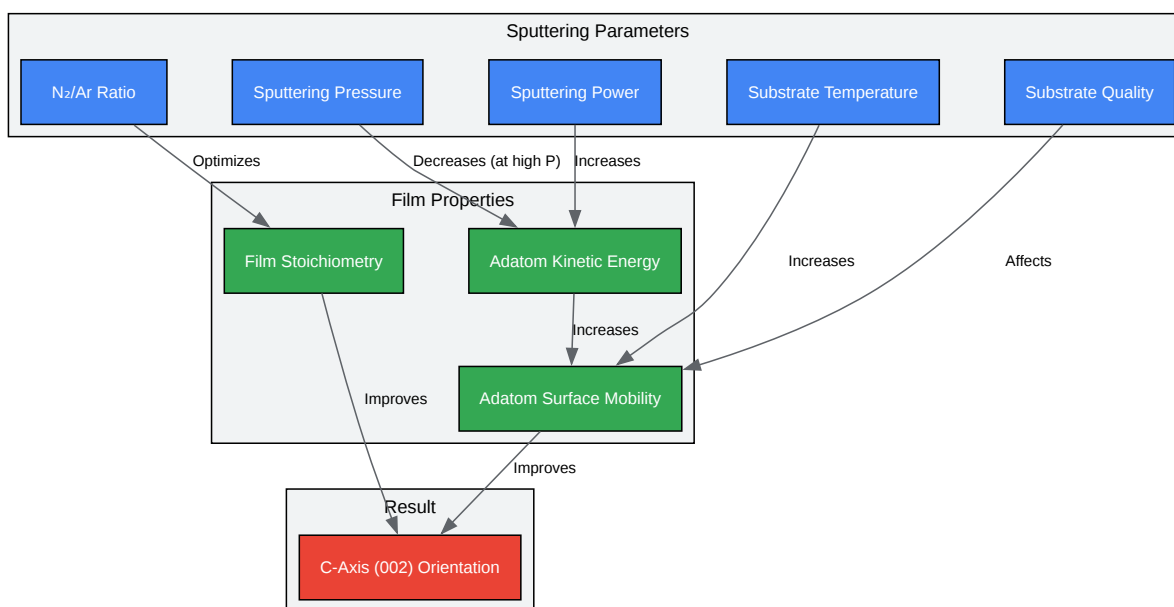 Sputtering Parameters
N₂/Ar Ratio
Sputtering Pressure
Sputtering Power
Substrate Temperature
Substrate Quality
Optimizes
Decreases (at high P)
Increases
Film Properties
Film Stoichiometry
Adatom Kinetic Energy
Increases
Affects
Increases
Adatom Surface Mobility
Improves
Improves
Result
C-Axis (002) Orientation